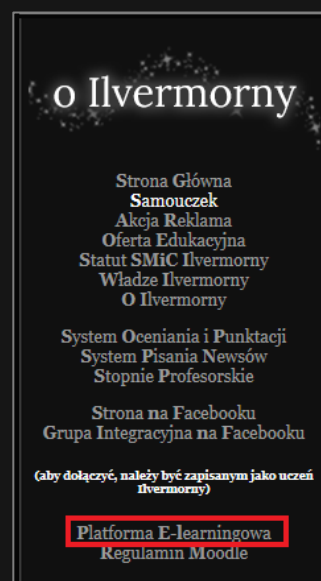 o Ilvermorny
Strona Główna
Samouczek
Akcja Reklama
Oferta Edukacyjna
Statut SMiC Ilvermorny
Władze Ilvermorny
O Ilvermorny
System Oceniania i Punktacji
System Pisania Newsów
Stopnie Profesorskie
Strona na Facebooku
Grupa Integracyjna na Facebooku
(aby dołączyć, należy być zapisanym jako uczeń
Ilvermorny)
Platforma E-learningowa
Regulamin Moodle